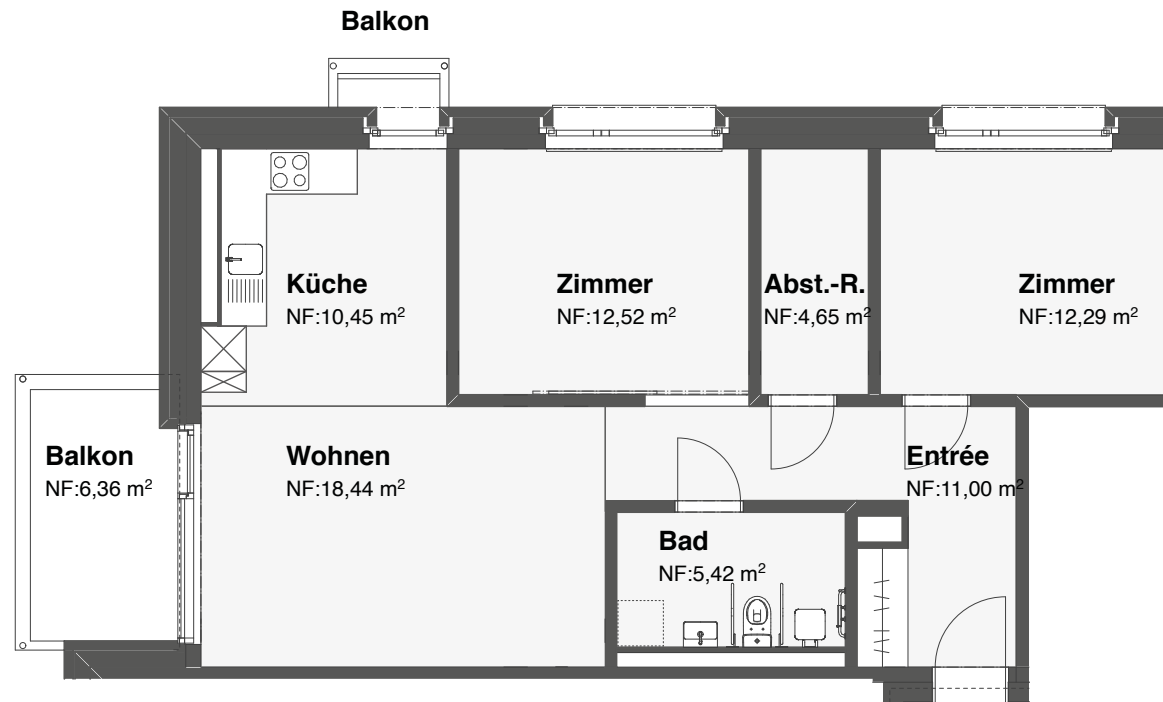 Balkon
Küche
NF:10,45 m²
Zimmer
NF:12,52 m²
Abst.-R.
NF:4,65 m²
Zimmer
NF:12,29 m²
Balkon
NF:6,36 m²
Wohnen
NF:18,44 m²
Entrée
NF:11,00 m²
Bad
NF:5,42 m²